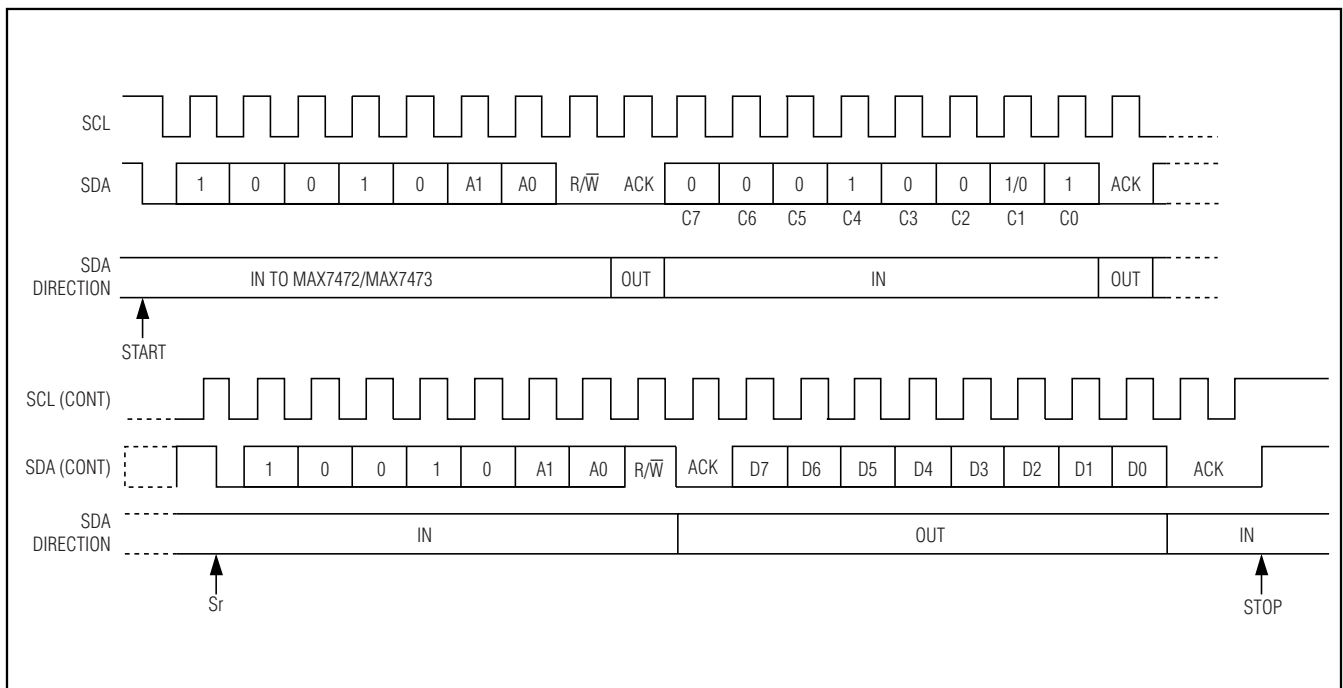 SCL
SDA 1 0 0 1 0 A1 A0 R/W̅ ACK 0 0 0 1 0 0 1/0 1 ACK
C7 C6 C5 C4 C3 C2 C1 C0
SDA DIRECTION IN TO MAX7472/MAX7473 OUT IN OUT
START
SCL (CONT)
SDA (CONT) 1 0 0 1 0 A1 A0 R/W̅ ACK D7 D6 D5 D4 D3 D2 D1 D0 ACK
SDA DIRECTION IN OUT IN
Sr STOP